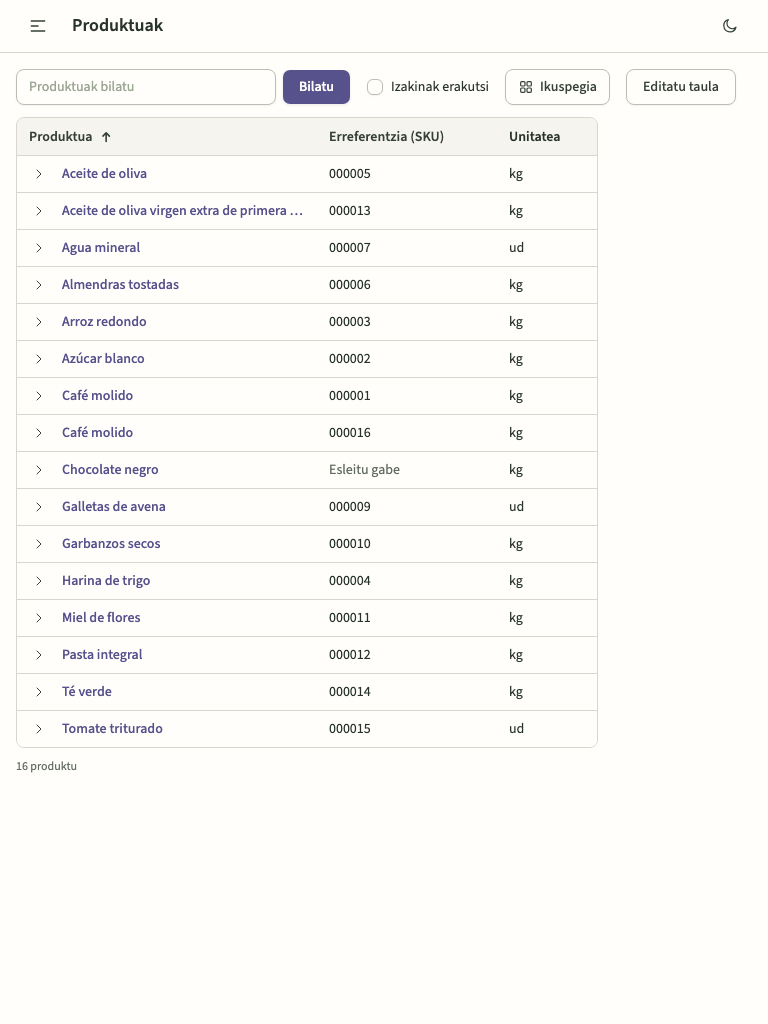 Produktuak
Produktuak bilatu
Bilatu
Izakinak erakutsi
Ikuspegia
Editatu taula
Produktua Erreferentzia (SKU) Unitatea
Aceite de oliva 000005 kg
Aceite de oliva virgen extra de primera … 000013 kg
Agua mineral 000007 ud
Almendras tostadas 000006 kg
Arroz redondo 000003 kg
Azúcar blanco 000002 kg
Café molido 000001 kg
Café molido 000016 kg
Chocolate negro Esleitu gabe kg
Galletas de avena 000009 ud
Garbanzos secos 000010 kg
Harina de trigo 000004 kg
Miel de flores 000011 kg
Pasta integral 000012 kg
Té verde 000014 kg
Tomate triturado 000015 ud
16 produktu